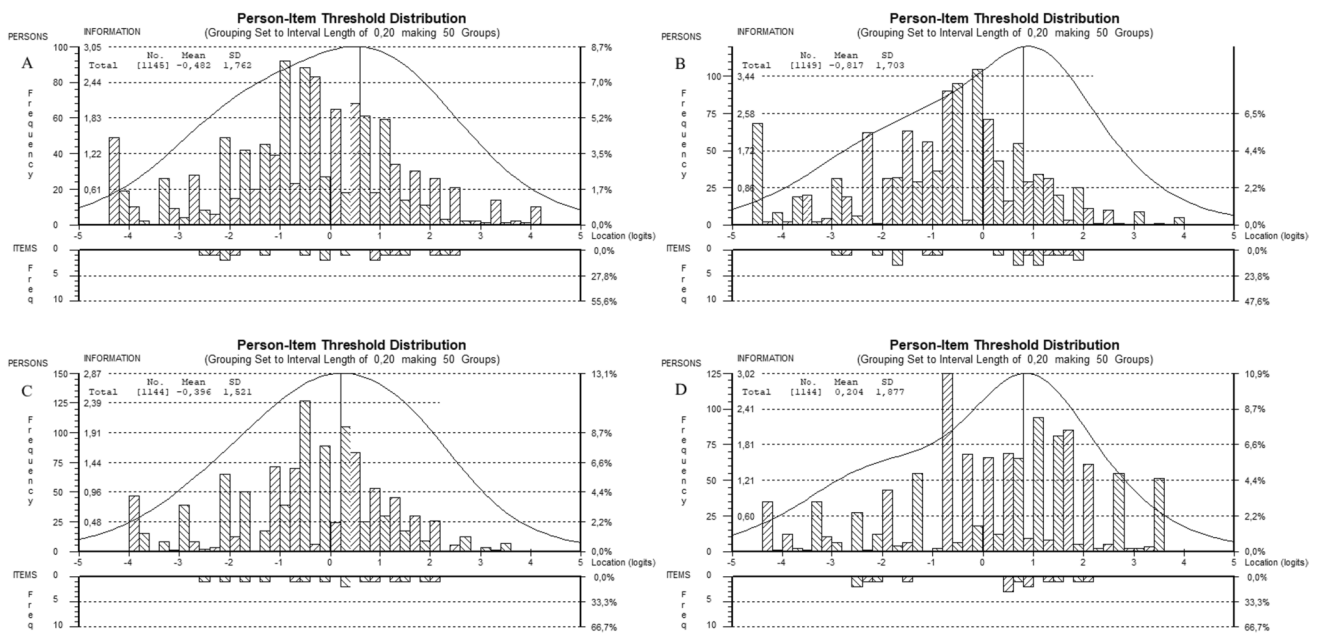 Person-Item Threshold Distribution
(Grouping Set to Interval Length of 0,20 making 50 Groups)
PERSONS
INFORMATION
A
No. Mean SD
Total [1145] -0,482 1,762
Frequency
100
80
60
40
20
0
3,05
2,44
1,83
1,22
0,61
8,7%
7,0%
5,2%
3,5%
1,7%
0,0%
-5 -4 -3 -2 -1 0 1 2 3 4 5 Location (logits)
ITEMS
Freq
0
5
10
0,0%
27,8%
55,6%
Person-Item Threshold Distribution
(Grouping Set to Interval Length of 0,20 making 50 Groups)
PERSONS
INFORMATION
B
No. Mean SD
Total [1149] -0,817 1,703
Frequency
100
75
50
25
0
3,44
2,58
1,72
0,86
6,5%
4,4%
2,2%
0,0%
-5 -4 -3 -2 -1 0 1 2 3 4 5 Location (logits)
ITEMS
Freq
0
5
10
0,0%
23,8%
47,6%
Person-Item Threshold Distribution
(Grouping Set to Interval Length of 0,20 making 50 Groups)
PERSONS
INFORMATION
C
No. Mean SD
Total [1144] -0,396 1,521
Frequency
150
125
100
75
50
25
0
2,87
2,39
1,91
1,44
0,96
0,48
13,1%
8,7%
6,6%
4,4%
2,2%
0,0%
-5 -4 -3 -2 -1 0 1 2 3 4 5 Location (logits)
ITEMS
Freq
0
5
10
0,0%
33,3%
66,7%
Person-Item Threshold Distribution
(Grouping Set to Interval Length of 0,20 making 50 Groups)
PERSONS
INFORMATION
D
No. Mean SD
Total [1144] 0,204 1,877
Frequency
125
100
75
50
25
0
3,02
2,41
1,81
1,21
0,60
10,9%
8,7%
6,6%
4,4%
2,2%
0,0%
-5 -4 -3 -2 -1 0 1 2 3 4 5 Location (logits)
ITEMS
Freq
0
5
10
0,0%
33,3%
66,7%